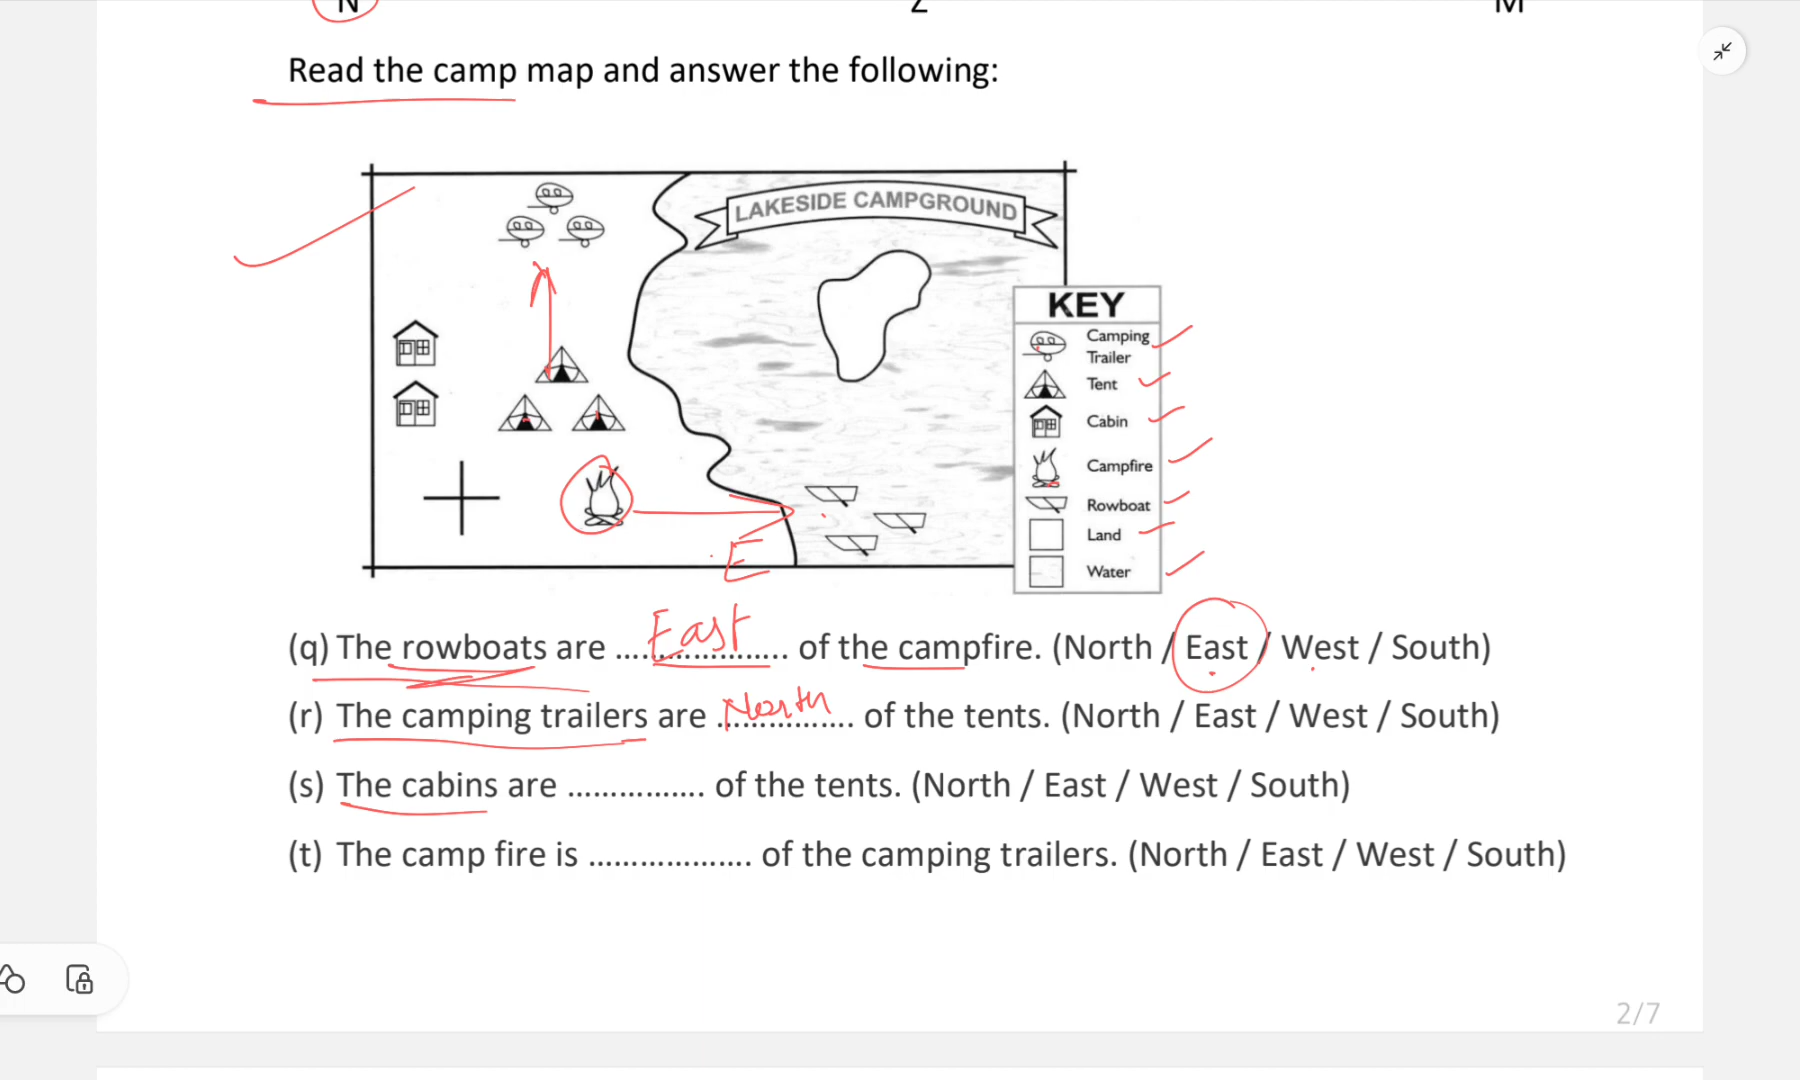 N Z M
Read the camp map and answer the following:
LAKESIDE CAMPGROUND
KEY
Camping
Trailer
Tent
Cabin
Campfire
Rowboat
Land
Water
E
(q) The rowboats are .... East .... of the campfire. (North / East / West / South)
(r) The camping trailers are .... North .... of the tents. (North / East / West / South)
(s) The cabins are ................ of the tents. (North / East / West / South)
(t) The camp fire is ................... of the camping trailers. (North / East / West / South)
2/7